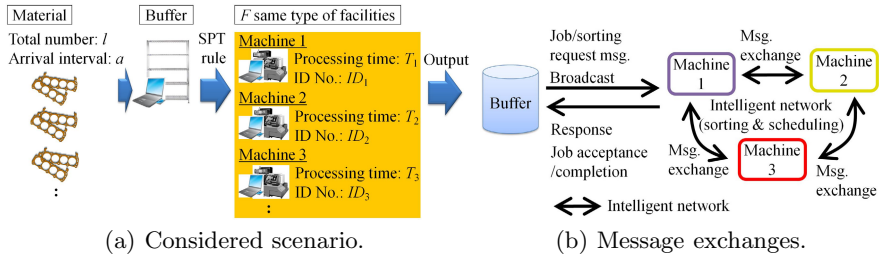 Material
Total number: l
Arrival interval: a
Buffer
SPT
rule
F same type of facilities
Machine 1
Processing time: T1
ID No.: ID1
Machine 2
Processing time: T2
ID No.: ID2
Machine 3
Processing time: T3
ID No.: ID3
Output
(a) Considered scenario.
Buffer
Job/sorting
request msg.
Broadcast
Response
Job acceptance
/completion
Machine
1
Msg.
exchange
Machine
2
Intelligent network
(sorting & scheduling)
Msg.
exchange
Machine
3
Msg.
exchange
Intelligent network
(b) Message exchanges.